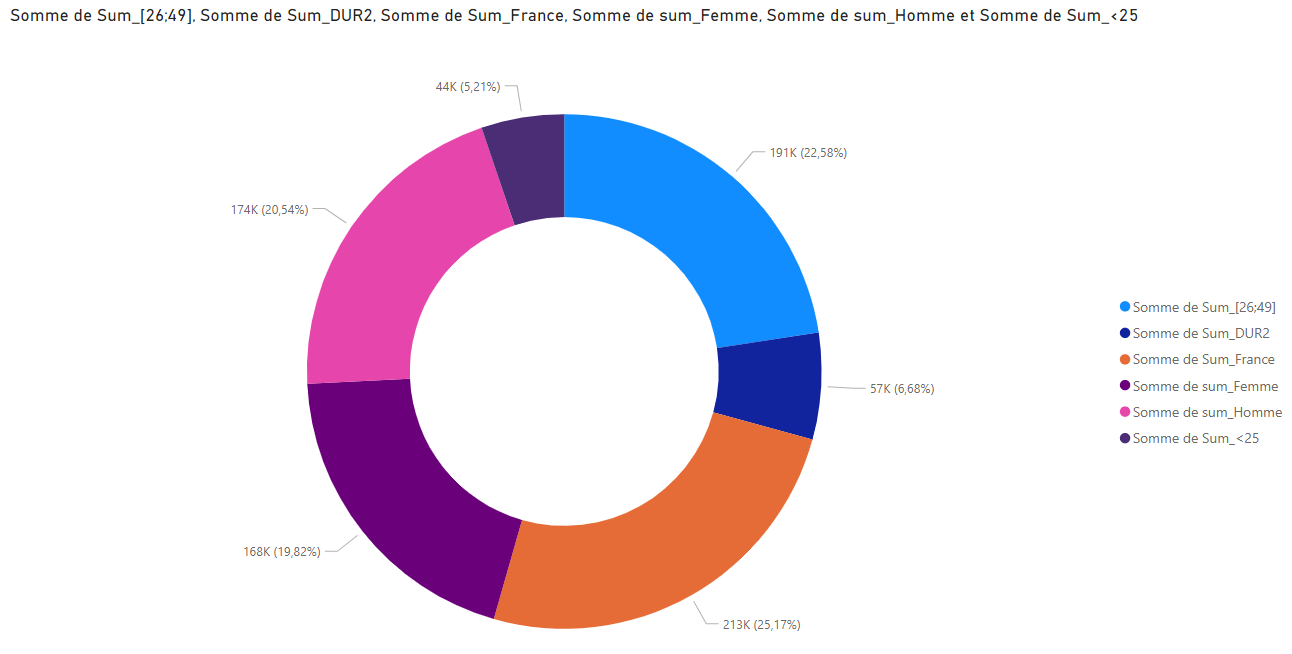 Somme de Sum_[26;49], Somme de Sum_DUR2, Somme de Sum_France, Somme de sum_Femme, Somme de sum_Homme et Somme de Sum_<25
44K (5,21%)
191K (22,58%)
174K (20,54%)
57K (6,68%)
168K (19,82%)
213K (25,17%)
Somme de Sum_[26;49]
Somme de Sum_DUR2
Somme de Sum_France
Somme de sum_Femme
Somme de sum_Homme
Somme de Sum_<25